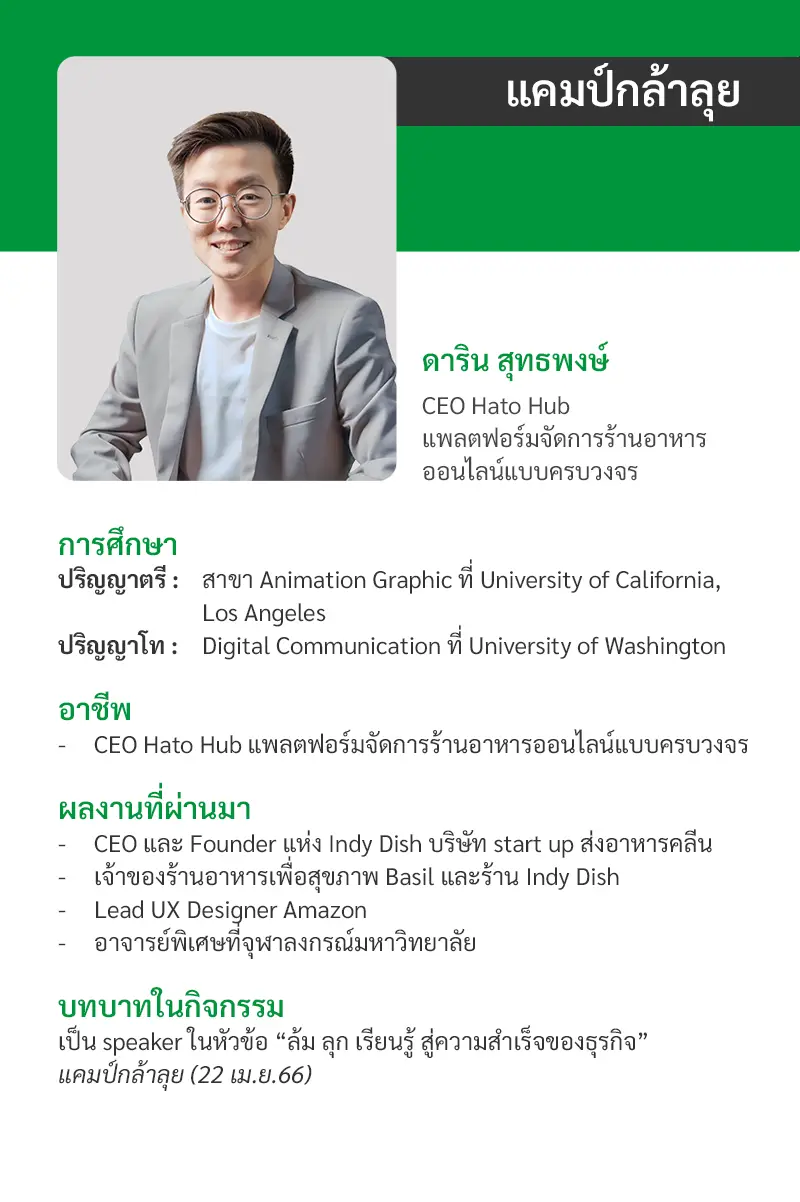 แคมป์กล้าลุย
ดาริน สุทธพงษ์
CEO Hato Hub
แพลตฟอร์มจัดการร้านอาหาร
ออนไลน์แบบครบวงจร
การศึกษา
ปริญญาตรี : สาขา Animation Graphic ที่ University of California,
Los Angeles
ปริญญาโท : Digital Communication ที่ University of Washington
อาชีพ
- CEO Hato Hub แพลตฟอร์มจัดการร้านอาหารออนไลน์แบบครบวงจร
ผลงานที่ผ่านมา
- CEO และ Founder แห่ง Indy Dish บริษัท start up ส่งอาหารคลีน
- เจ้าของร้านอาหารเพื่อสุขภาพ Basil และร้าน Indy Dish
- Lead UX Designer Amazon
- อาจารย์พิเศษที่จุฬาลงกรณ์มหาวิทยาลัย
บทบาทในกิจกรรม
เป็น speaker ในหัวข้อ “ล้ม ลุก เรียนรู้ สู่ความสำเร็จของธุรกิจ”
แคมป์กล้าลุย (22 เม.ย.66)